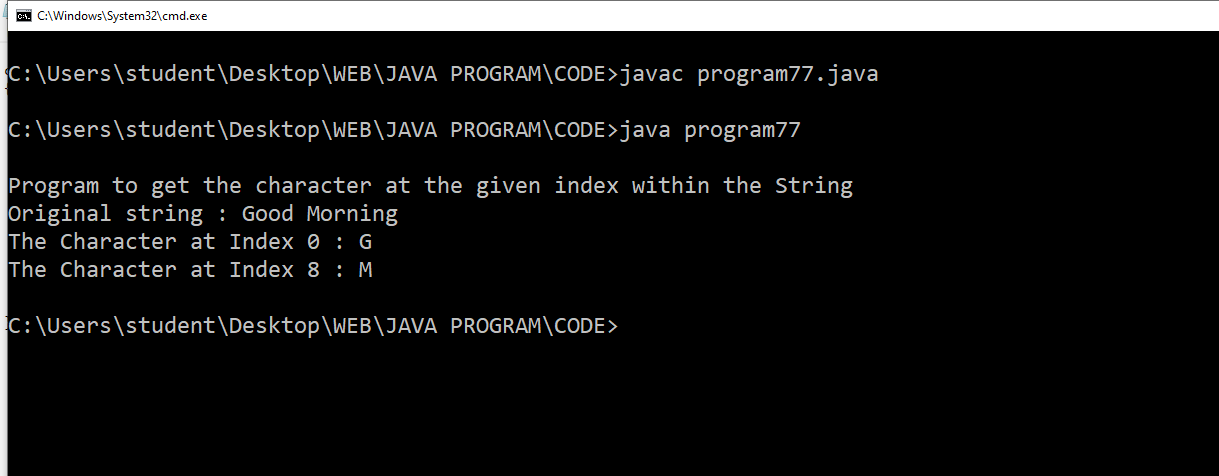 C:\Windows\System32\cmd.exe
C:\Users\student\Desktop\WEB\JAVA PROGRAM\CODE>javac program77.java
C:\Users\student\Desktop\WEB\JAVA PROGRAM\CODE>java program77
Program to get the character at the given index within the String
Original string : Good Morning
The Character at Index 0 : G
The Character at Index 8 : M
C:\Users\student\Desktop\WEB\JAVA PROGRAM\CODE>